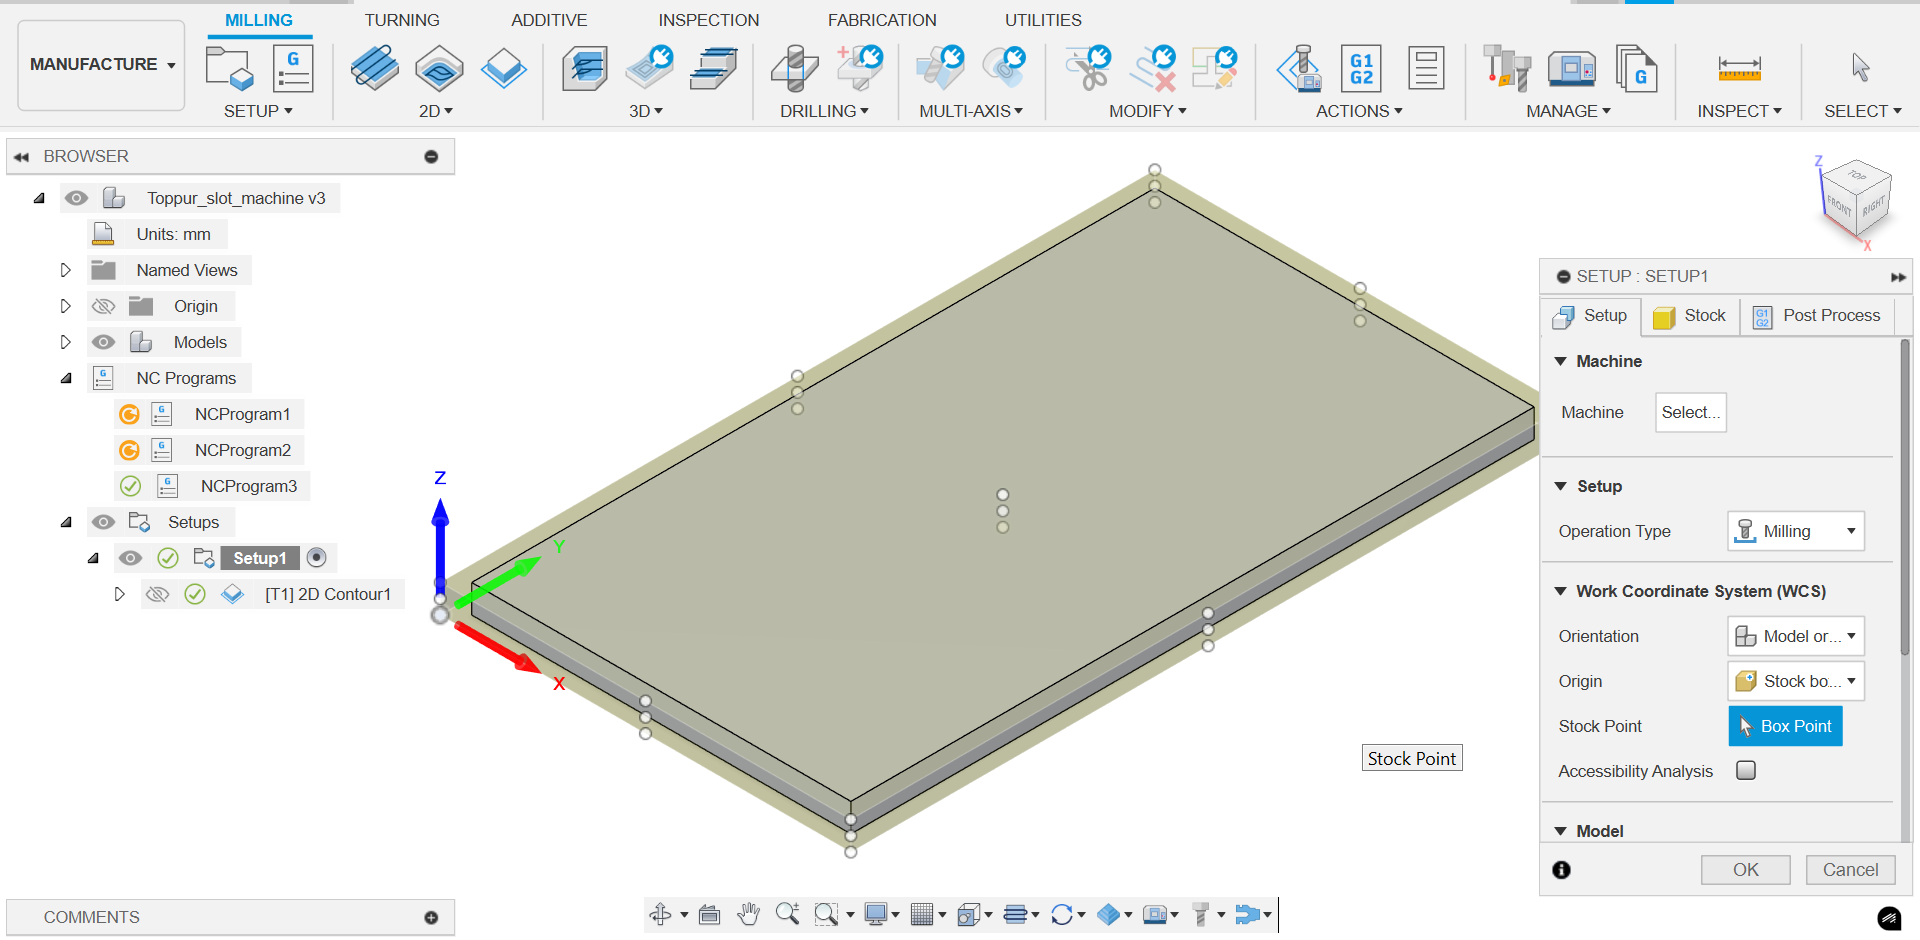 MILLING TURNING ADDITIVE INSPECTION FABRICATION UTILITIES
MANUFACTURE
G
G1
G2
G
SETUP 2D 3D DRILLING MULTI-AXIS MODIFY ACTIONS MANAGE INSPECT SELECT
BROWSER
Toppur_slot_machine v3
Units: mm
Named Views
Origin
Models
G NC Programs
G NCProgram1
G NCProgram2
G NCProgram3
Setups
Setup1
[T1] 2D Contour1
Z
Y
X
Z
TOP
FRONT
RIGHT
X
SETUP : SETUP1
Setup Stock G1 G2 Post Process
Machine
Machine Select...
Setup
Operation Type Milling
Work Coordinate System (WCS)
Orientation Model or...
Origin Stock bo...
Stock Point Box Point
Accessibility Analysis
Stock Point
Model
OK Cancel
COMMENTS